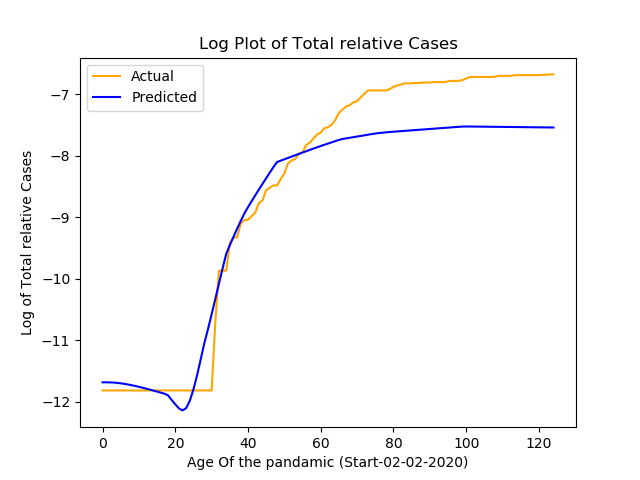 Log Plot of Total relative Cases
Actual
Predicted
Log of Total relative Cases
−7
−8
−9
−10
−11
−12
0 20 40 60 80 100 120
Age Of the pandamic (Start-02-02-2020)